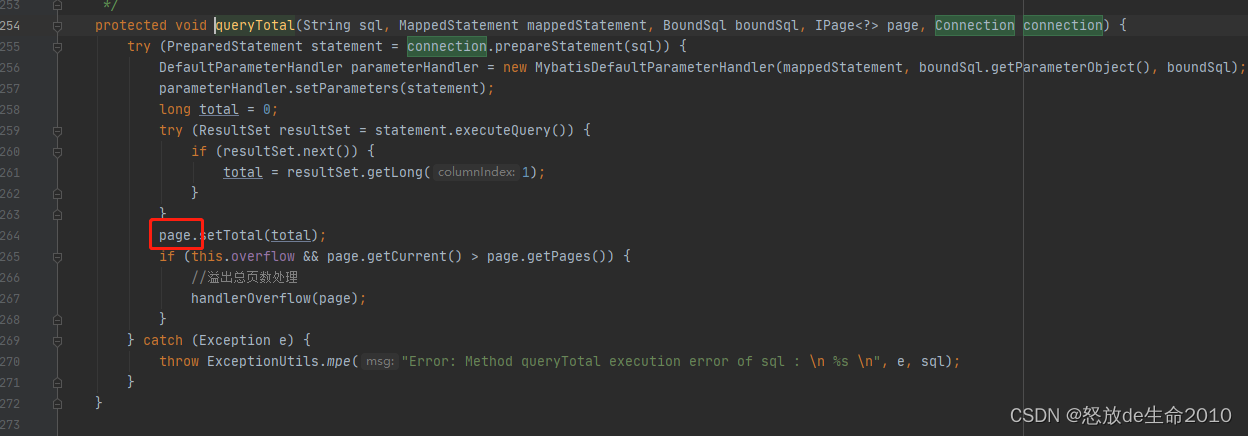 253 */
254 protected void queryTotal(String sql, MappedStatement mappedStatement, BoundSql boundSql, IPage<?> page, Connection connection) {
255 try (PreparedStatement statement = connection.prepareStatement(sql)) {
256 DefaultParameterHandler parameterHandler = new MybatisDefaultParameterHandler(mappedStatement, boundSql.getParameterObject(), boundSql);
257 parameterHandler.setParameters(statement);
258 long total = 0;
259 try (ResultSet resultSet = statement.executeQuery()) {
260 if (resultSet.next()) {
261 total = resultSet.getLong( columnIndex: 1);
262 }
263 }
264 page.setTotal(total);
265 if (this.overflow && page.getCurrent() > page.getPages()) {
266 //溢出总页数处理
267 handlerOverflow(page);
268 }
269 } catch (Exception e) {
270 throw ExceptionUtils.mpe( msg: "Error: Method queryTotal execution error of sql : \n %s \n", e, sql);
271 }
272 }
273
CSDN @怒放de生命2010